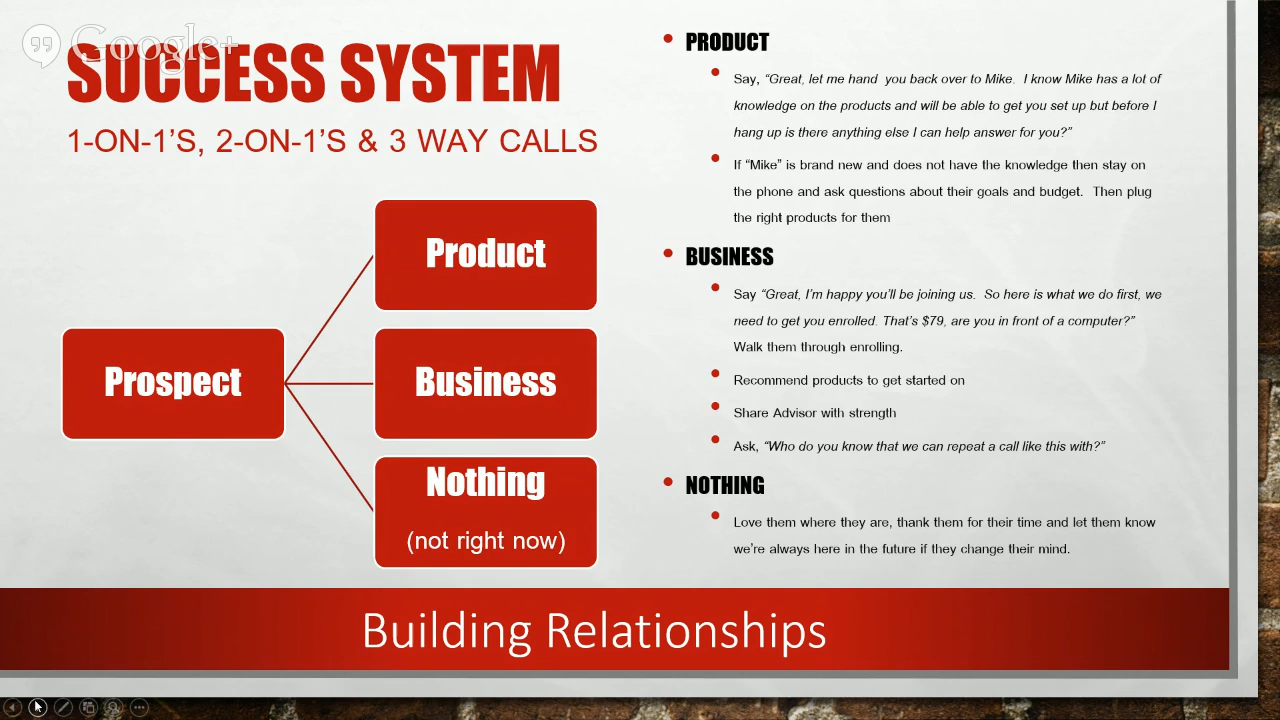 Google+
SUCCESS SYSTEM
1-ON-1'S, 2-ON-1'S & 3 WAY CALLS
Prospect
Product
Business
Nothing
(not right now)
• PRODUCT
• Say, “Great, let me hand you back over to Mike. I know Mike has a lot of
knowledge on the products and will be able to get you set up but before I
hang up is there anything else I can help answer for you?”
• If “Mike” is brand new and does not have the knowledge then stay on
the phone and ask questions about their goals and budget. Then plug
the right products for them
• BUSINESS
• Say “Great, I’m happy you’ll be joining us. So here is what we do first, we
need to get you enrolled. That’s $79, are you in front of a computer?”
Walk them through enrolling.
• Recommend products to get started on
• Share Advisor with strength
• Ask, “Who do you know that we can repeat a call like this with?”
• NOTHING
• Love them where they are, thank them for their time and let them know
we’re always here in the future if they change their mind.
Building Relationships